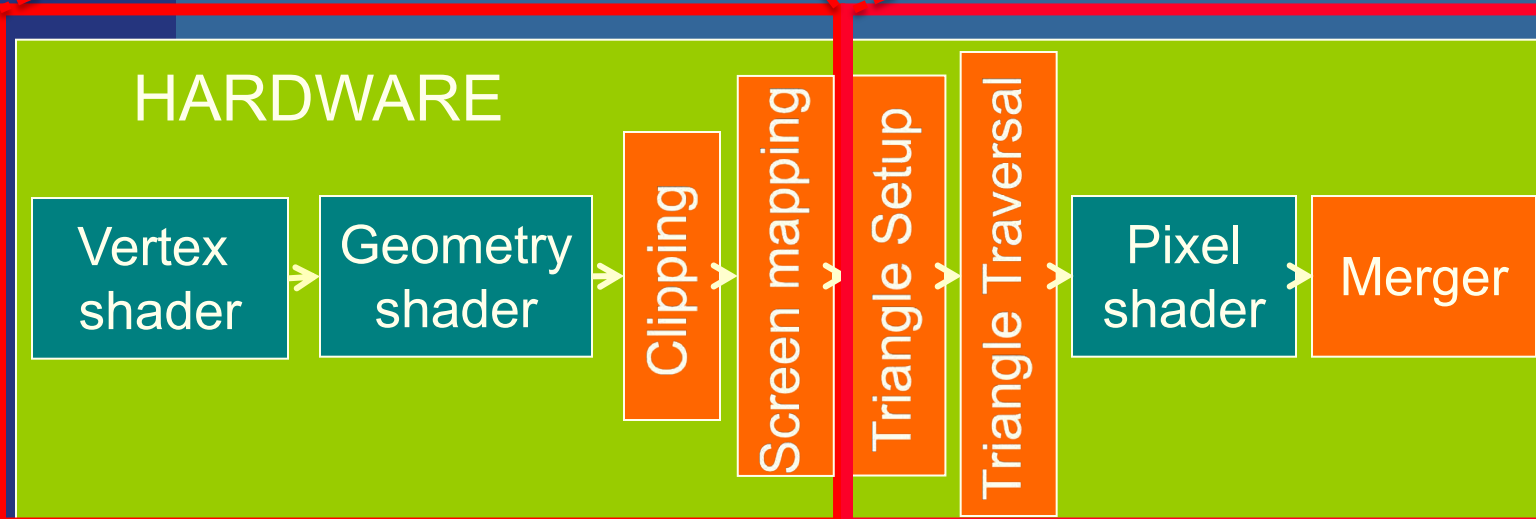 HARDWARE
Vertex
shader
Geometry
shader
Clipping
Screen mapping
Triangle Setup
Triangle Traversal
Pixel
shader
Merger